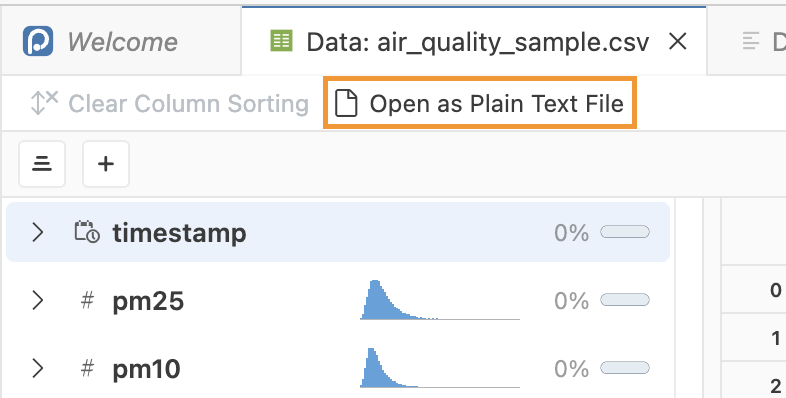 Welcome
Data: air_quality_sample.csv
D
Clear Column Sorting
Open as Plain Text File
timestamp 0%
# pm25 0%
# pm10 0%
0
1
2